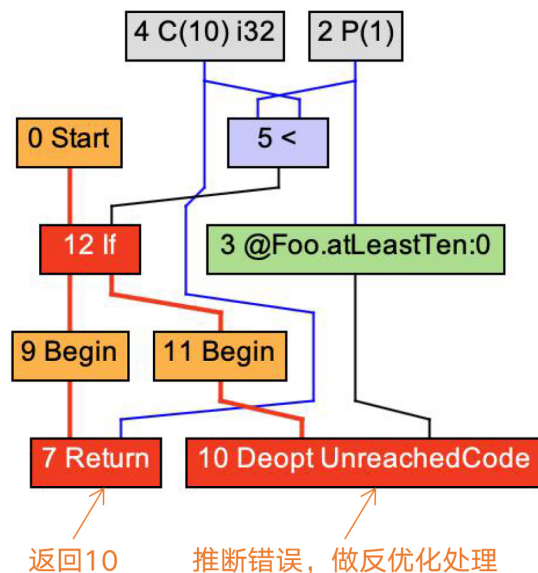 4 C(10) i32
2 P(1)
0 Start
5 <
12 If
3 @Foo.atLeastTen:0
9 Begin
11 Begin
7 Return
10 Deopt UnreachedCode
返回10
推断错误，做反优化处理